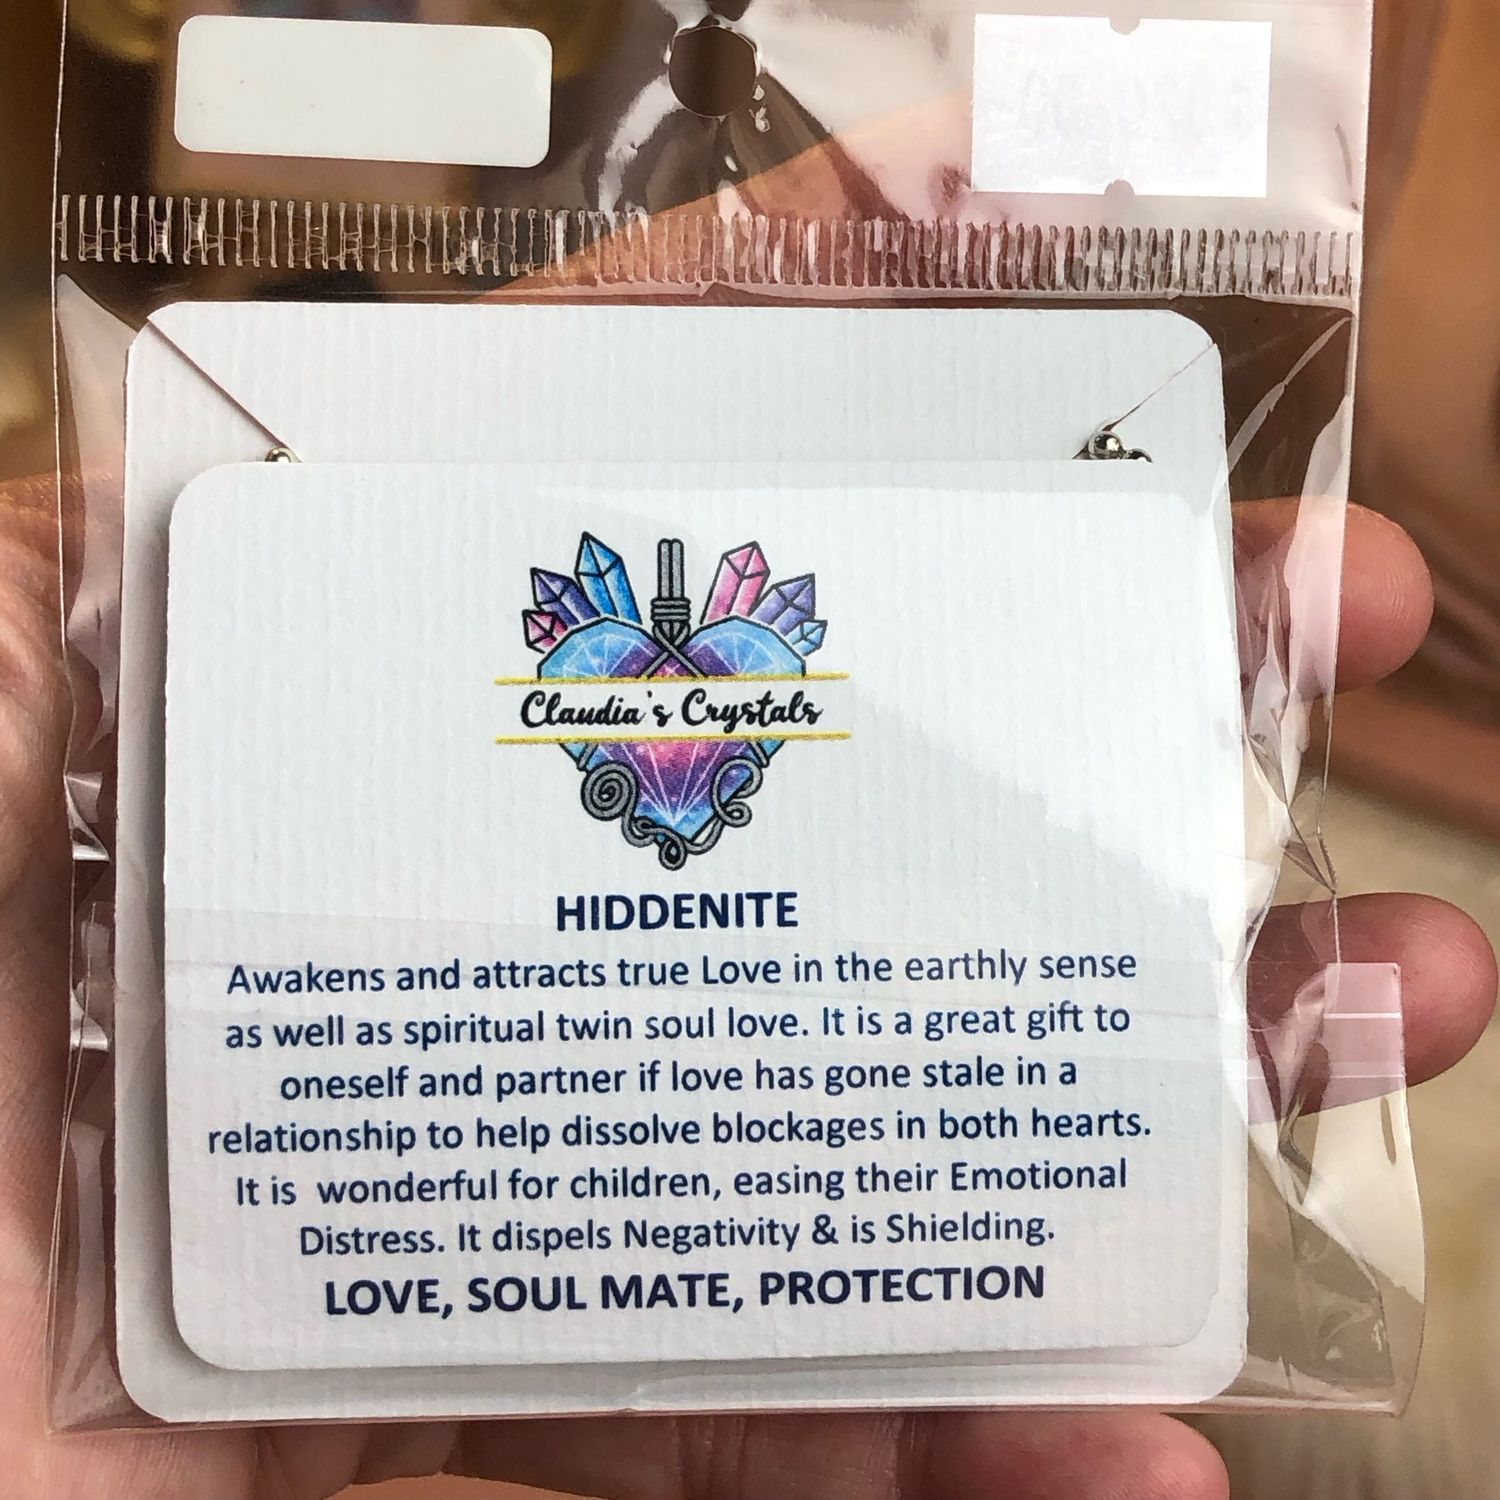 Claudia's Crystals
HIDDENITE
Awakens and attracts true Love in the earthly sense
as well as spiritual twin soul love. It is a great gift to
oneself and partner if love has gone stale in a
relationship to help dissolve blockages in both hearts.
It is  wonderful for children, easing their Emotional
Distress. It dispels Negativity & is Shielding.
LOVE, SOUL MATE, PROTECTION